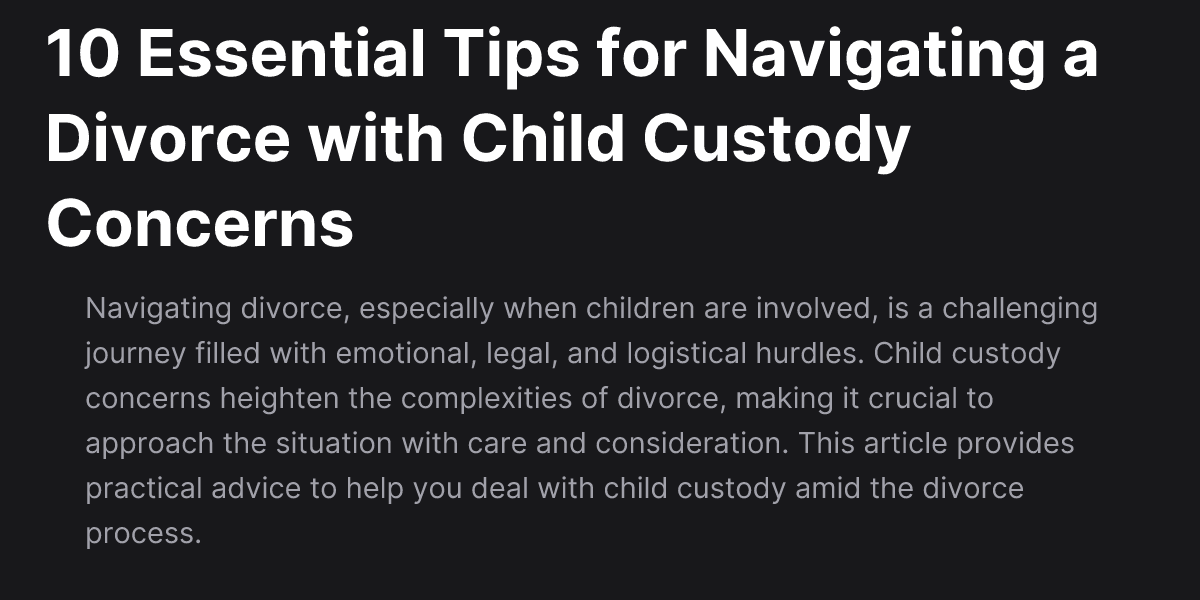 10 Essential Tips for Navigating a
Divorce with Child Custody
Concerns
Navigating divorce, especially when children are involved, is a challenging
journey filled with emotional, legal, and logistical hurdles. Child custody
concerns heighten the complexities of divorce, making it crucial to
approach the situation with care and consideration. This article provides
practical advice to help you deal with child custody amid the divorce
process.